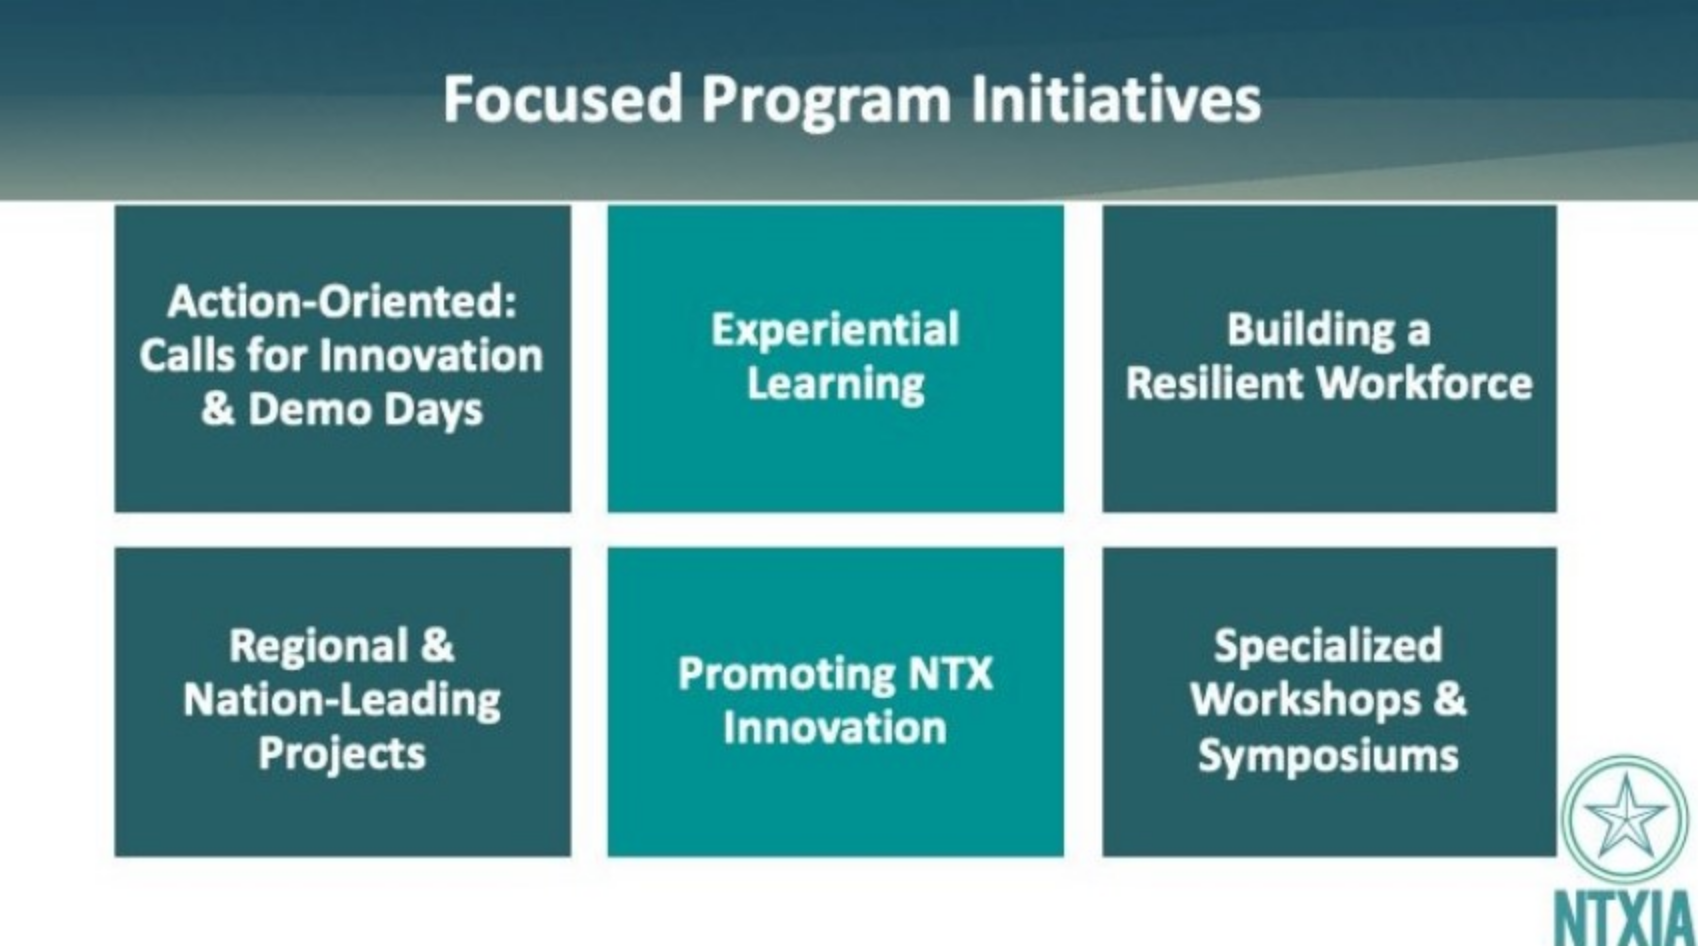 Focused Program Initiatives
Action-Oriented:
Calls for Innovation
& Demo Days
Experiential
Learning
Building a
Resilient Workforce
Regional &
Nation-Leading
Projects
Promoting NTX
Innovation
Specialized
Workshops &
Symposiums
NTXIA